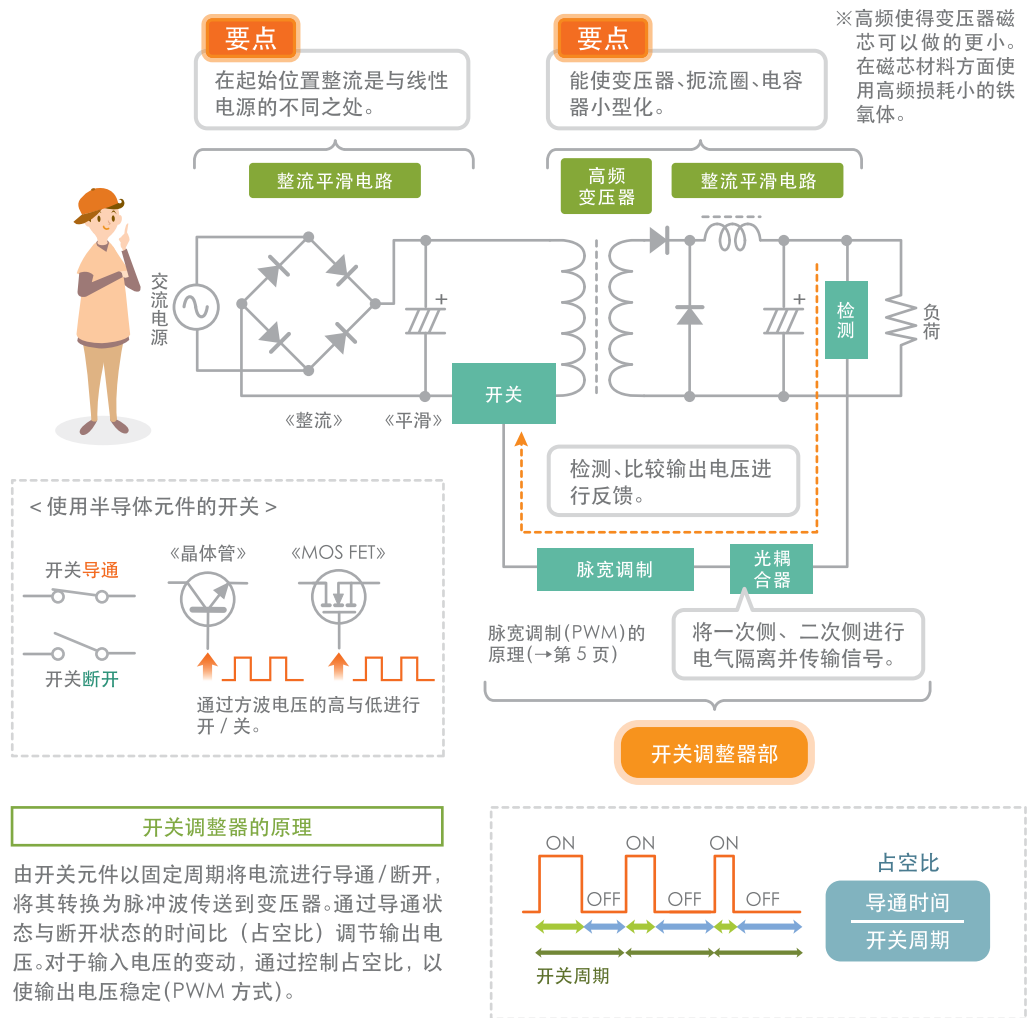 要点
在起始位置整流是与线性
电源的不同之处。
要点
能使变压器、扼流圈、电容
器小型化。
※高频使得变压器磁
芯可以做的更小。
在磁芯材料方面使
用高频损耗小的铁
氧体。
整流平滑电路
高频
变压器
整流平滑电路
交流电源
+
+
检测
负荷
开关
《整流》
《平滑》
检测、比较输出电压进
行反馈。
脉宽调制
光耦
合器
脉宽调制(PWM)的
原理(→第 5 页)
将一次侧、二次侧进行
电气隔离并传输信号。
开关调整器部
<使用半导体元件的开关>
开关导通
开关断开
《晶体管》
《MOS FET》
通过方波电压的高与低进行
开/关。
开关调整器的原理
由开关元件以固定周期将电流进行导通/断开，
将其转换为脉冲波传送到变压器。通过导通状
态与断开状态的时间比（占空比）调节输出电
压。对于输入电压的变动，通过控制占空比，以
使输出电压稳定(PWM 方式)。
ON
ON
ON
OFF
OFF
OFF
开关周期
占空比
导通时间
开关周期